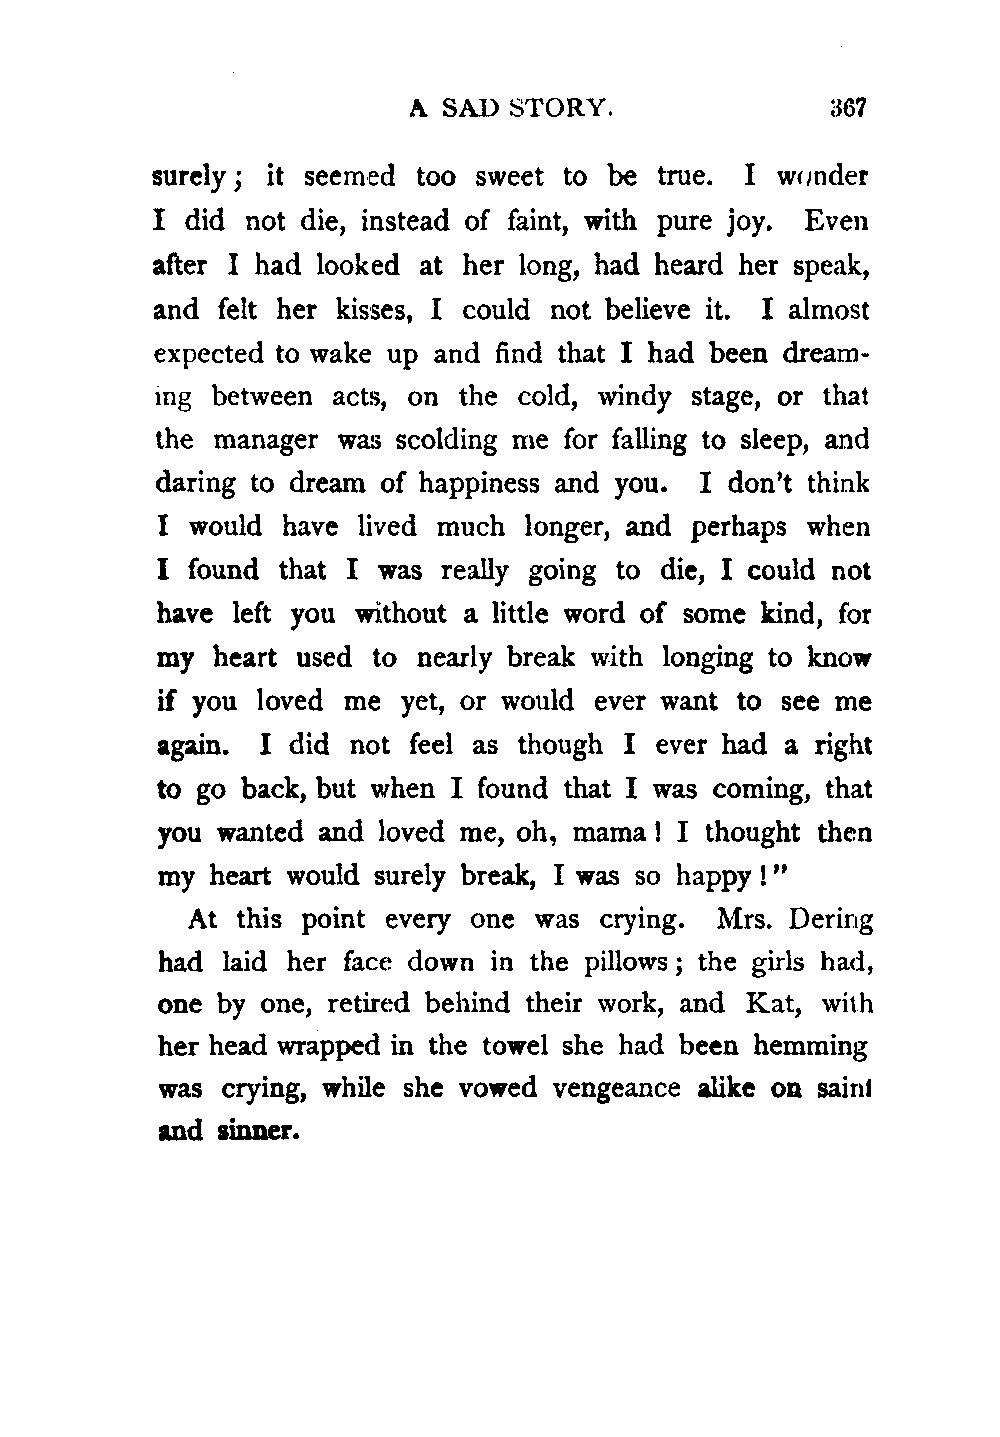 A SAD STORY. 367
surely; it seemed too sweet to be true. I wonder
I did not die, instead of faint, with pure joy. Even
after I had looked at her long, had heard her speak,
and felt her kisses, I could not believe it. I almost
expected to wake up and find that I had been dream-
ing between acts, on the cold, windy stage, or that
the manager was scolding me for falling to sleep, and
daring to dream of happiness and you. I don't think
I would have lived much longer, and perhaps when
I found that I was really going to die, I could not
have left you without a little word of some kind, for
my heart used to nearly break with longing to know
if you loved me yet, or would ever want to see me
again. I did not feel as though I ever had a right
to go back, but when I found that I was coming, that
you wanted and loved me, oh, mama! I thought then
my heart would surely break, I was so happy!"
At this point every one was crying. Mrs. Dering
had laid her face down in the pillows; the girls had,
one by one, retired behind their work, and Kat, with
her head wrapped in the towel she had been hemming
was crying, while she vowed vengeance alike on saint
and sinner.